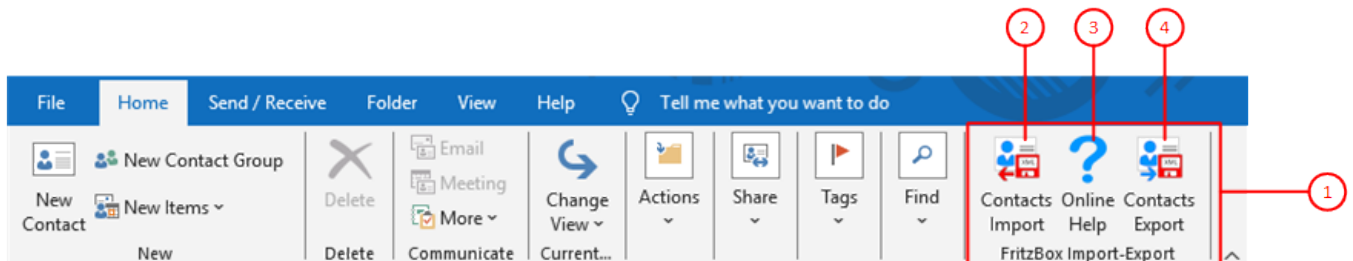 2 3 4
File Home Send / Receive Folder View Help Tell me what you want to do
New Contact Group Email
Meeting
New Contact New Items Delete More Change View Actions Share Tags Find Contacts Import Online Help Contacts Export 1
New Delete Communicate Current... FritzBox Import-Export